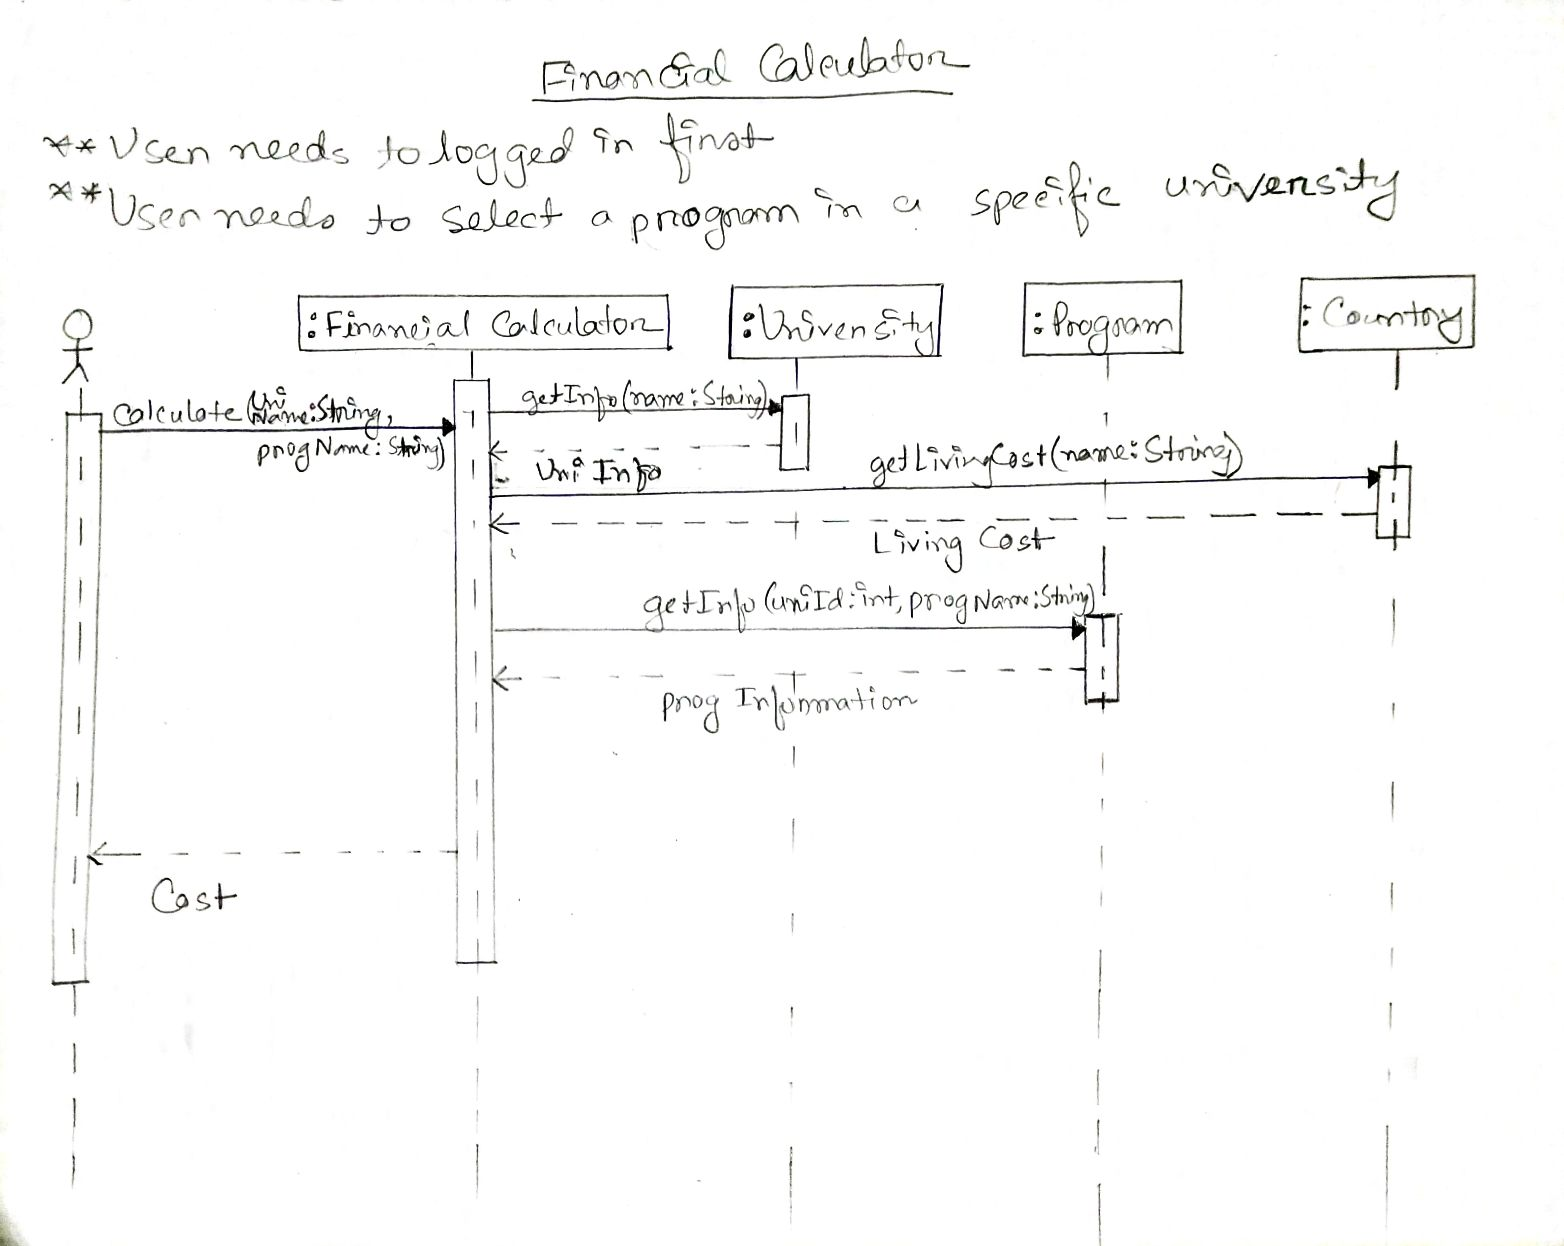 Financial Calculator
** User needs to logged in first
** User needs to select a program in a specific university
:Financial Calculator
:University
:Program
:Country
Calculate(Uni Name:String,
progName:String)
getInfo(name:String)
Uni Info
getLivingCost(name:String)
Living Cost
getInfo(uniId:int, progName:String)
prog Information
Cost